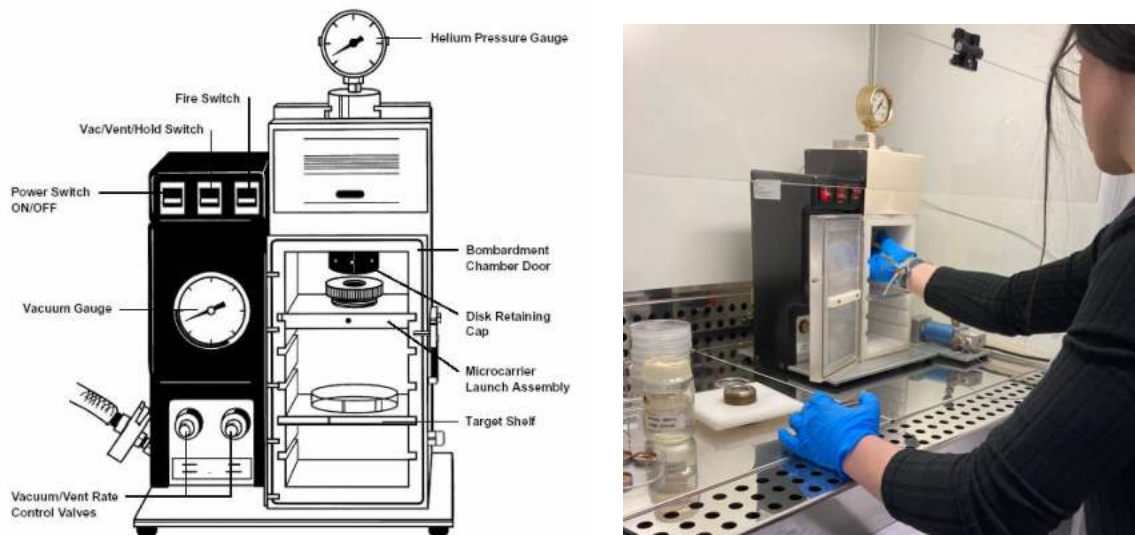 Helium Pressure Gauge
Fire Switch
Vac/Vent/Hold Switch
Power Switch
ON/OFF
Bombardment
Chamber Door
Vacuum Gauge
Disk Retaining
Cap
Microcarrier
Launch Assembly
Target Shelf
Vacuum/Vent Rate
Control Valves